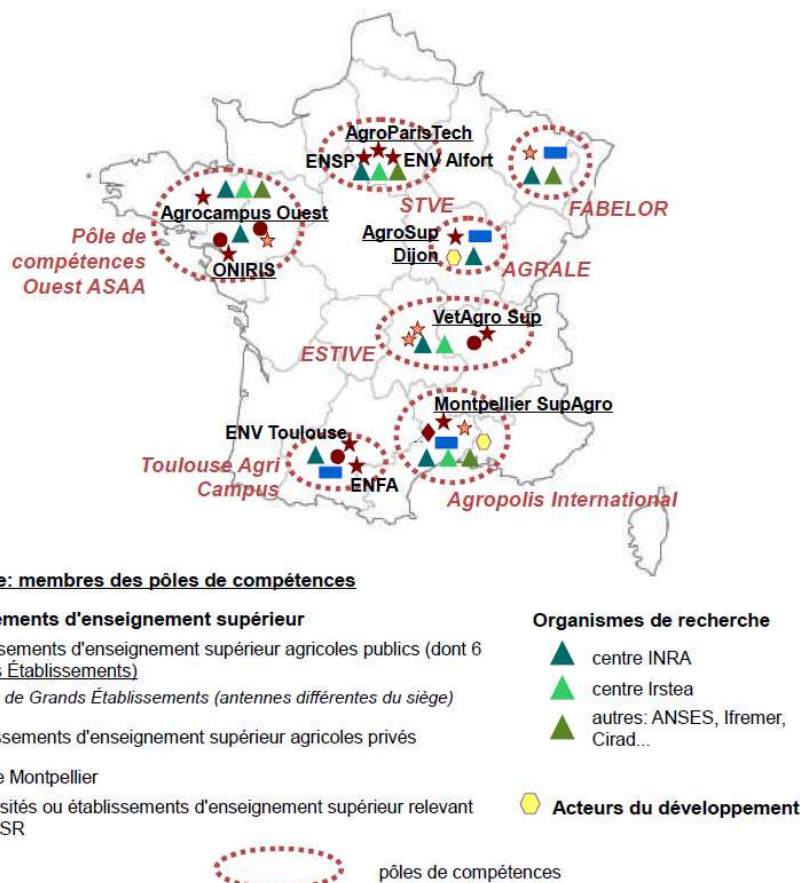 AgroParisTech
ENSP
ENV Alfort
STVE
FABELOR
Agrocampus Ouest
Pôle de
compétences
Ouest ASAA
ONIRIS
AgroSup
Dijon
AGRALE
VetAgro Sup
ESTIVE
Montpellier SupAgro
ENV Toulouse
Toulouse Agri
Campus
ENFA
Agropolis International
e: membres des pôles de compétences
ements d'enseignement supérieur
sements d'enseignement supérieur agricoles publics (dont 6
s Établissements)
de Grands Établissements (antennes différentes du siège)
ssements d'enseignement supérieur agricoles privés
e Montpellier
sités ou établissements d'enseignement supérieur relevant
SR
Organismes de recherche
centre INRA
centre Irstea
autres: ANSES, Ifremer,
Cirad...
Acteurs du développement
pôles de compétences